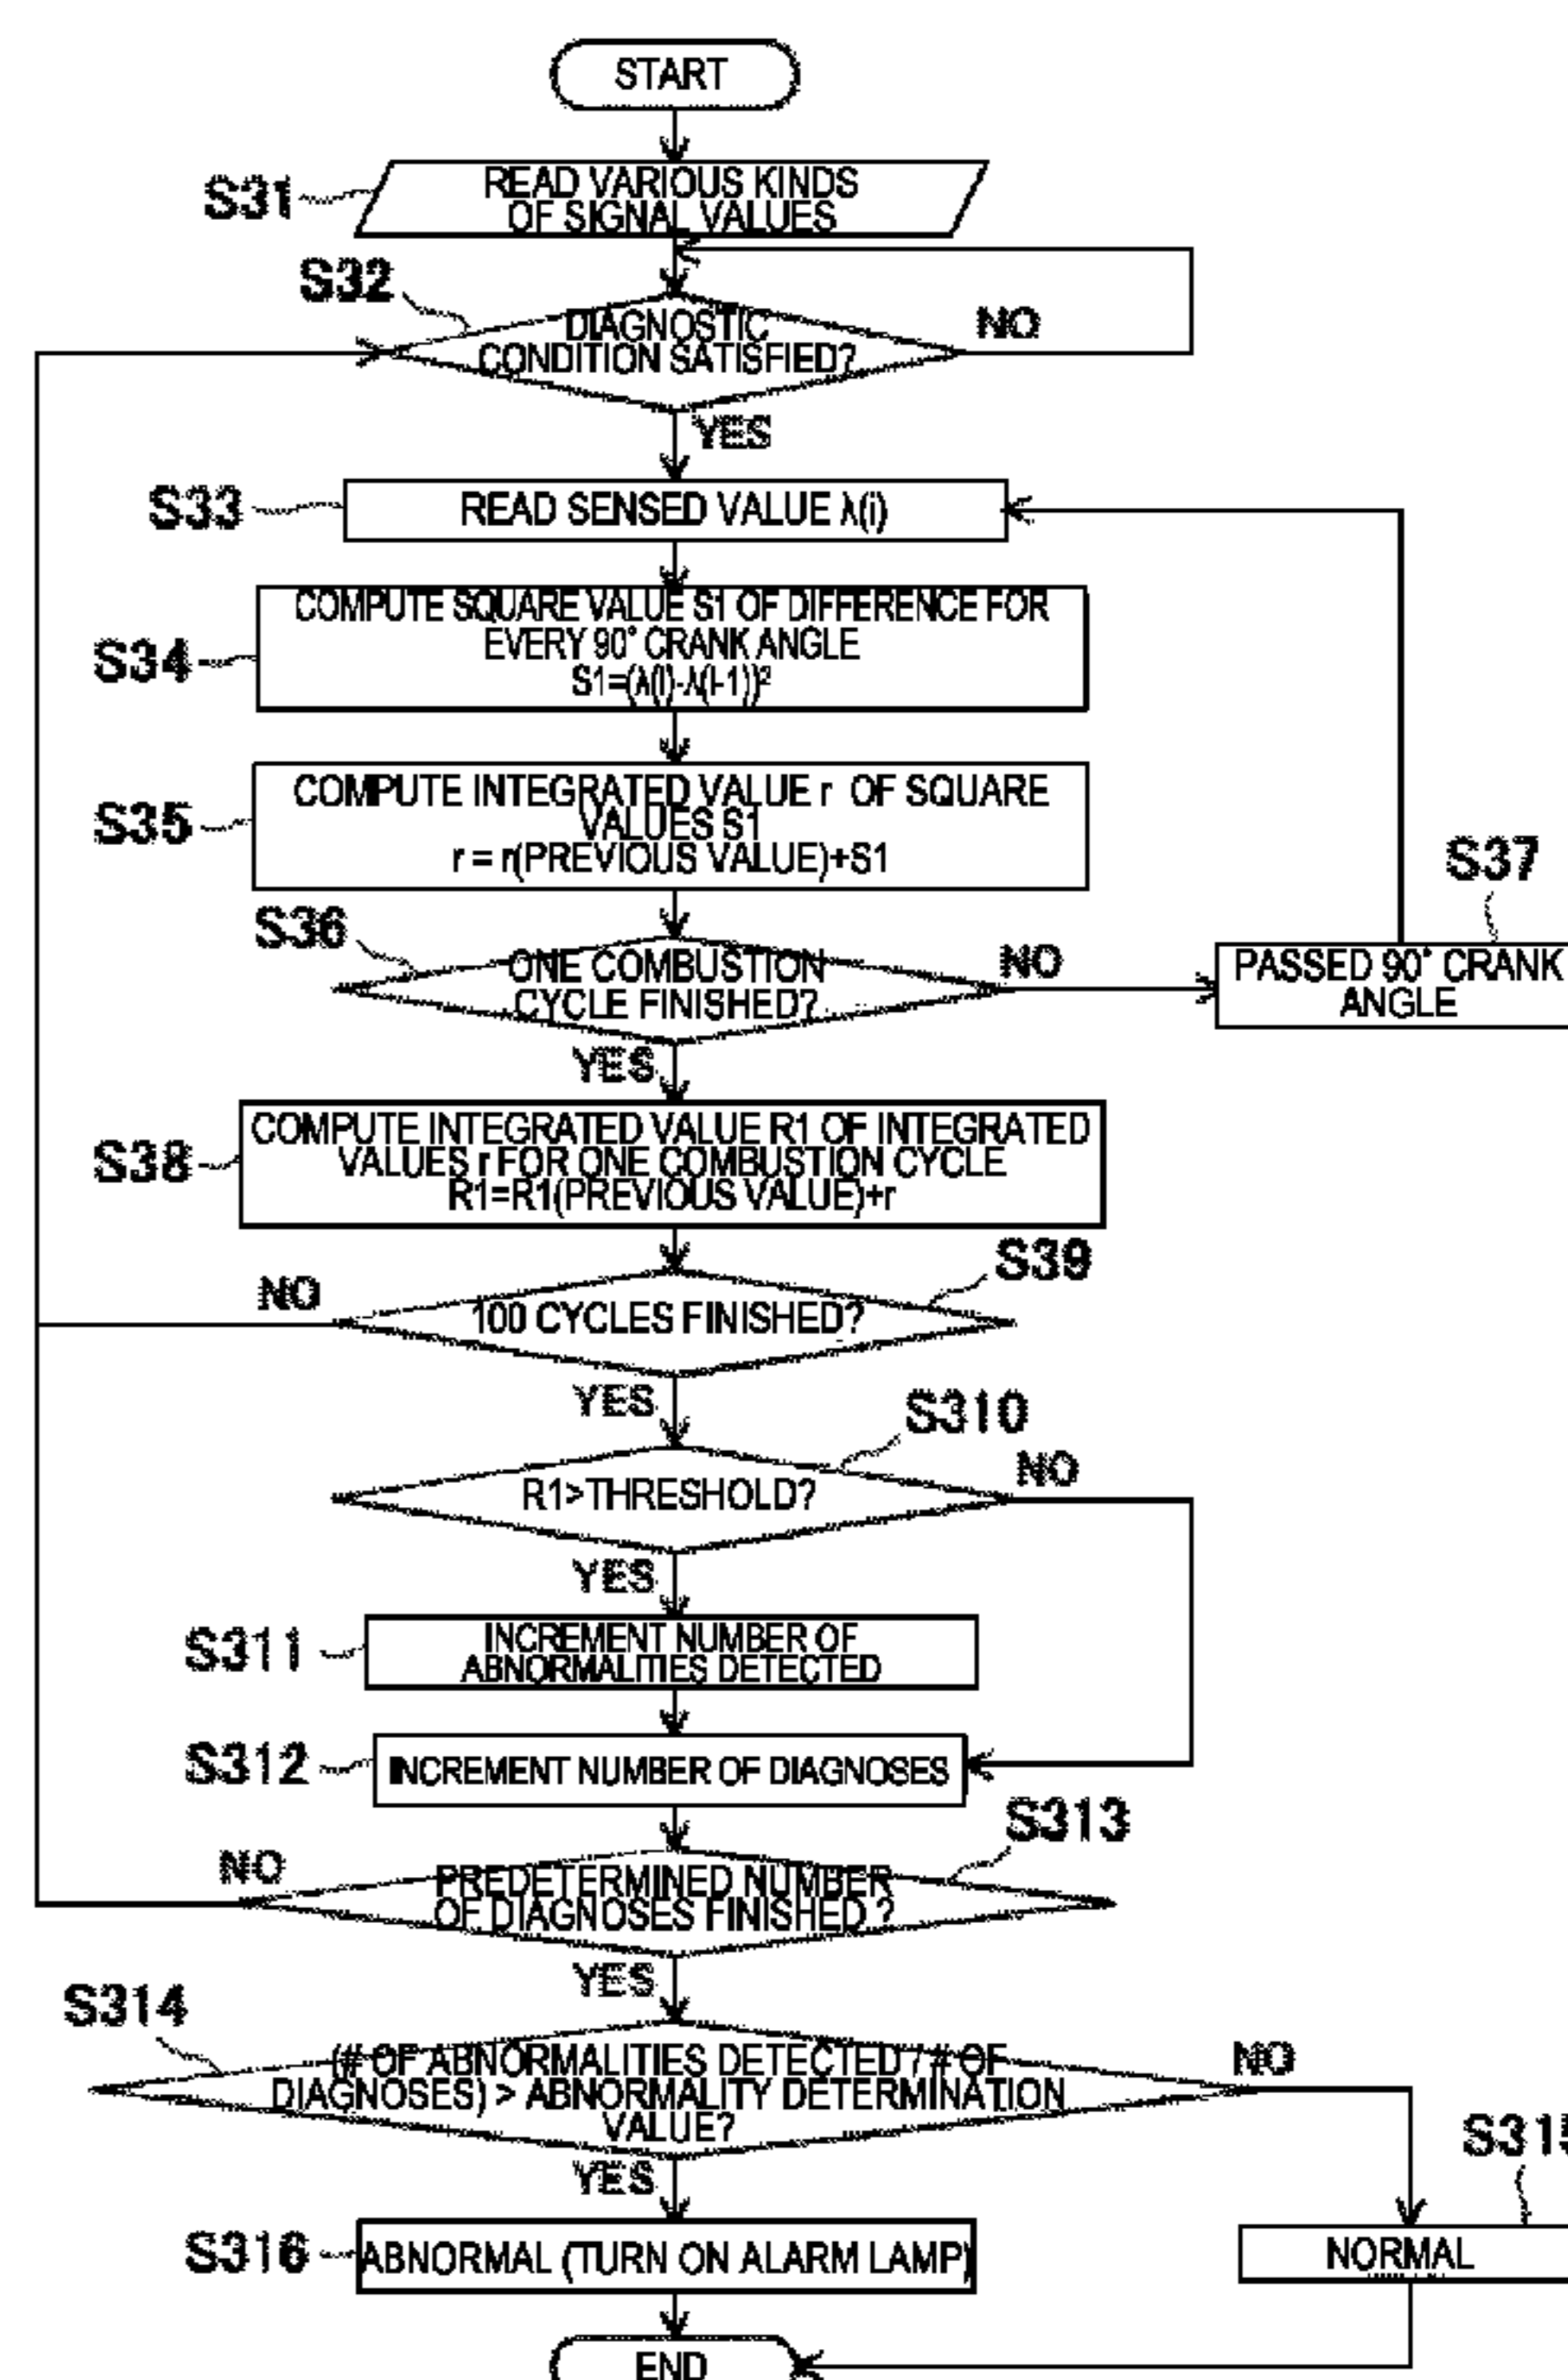 START
S31
READ VARIOUS KINDS
OF SIGNAL VALUES
S32
DIAGNOSTIC
CONDITION SATISFIED?
NO
YES
S33
READ SENSED VALUE λ(i)
S34
COMPUTE SQUARE VALUE S1 OF DIFFERENCE FOR
EVERY 90° CRANK ANGLE
S1=(λ(i)-λ(i-1))²
S35
COMPUTE INTEGRATED VALUE r OF SQUARE
VALUES S1
r = r(PREVIOUS VALUE)+S1
S36
ONE COMBUSTION
CYCLE FINISHED?
NO
S37
PASSED 90° CRANK
ANGLE
YES
S38
COMPUTE INTEGRATED VALUE R1 OF INTEGRATED
VALUES r FOR ONE COMBUSTION CYCLE
R1=R1(PREVIOUS VALUE)+r
S39
NO
100 CYCLES FINISHED?
YES
S310
R1>THRESHOLD?
NO
YES
S311
INCREMENT NUMBER OF
ABNORMALITIES DETECTED
S312
INCREMENT NUMBER OF DIAGNOSES
S313
NO
PREDETERMINED NUMBER
OF DIAGNOSES FINISHED ?
YES
S314
(# OF ABNORMALITIES DETECTED / # OF
DIAGNOSES) > ABNORMALITY DETERMINATION
VALUE?
NO
YES
S315
NORMAL
S316
ABNORMAL (TURN ON ALARM LAMP)
END